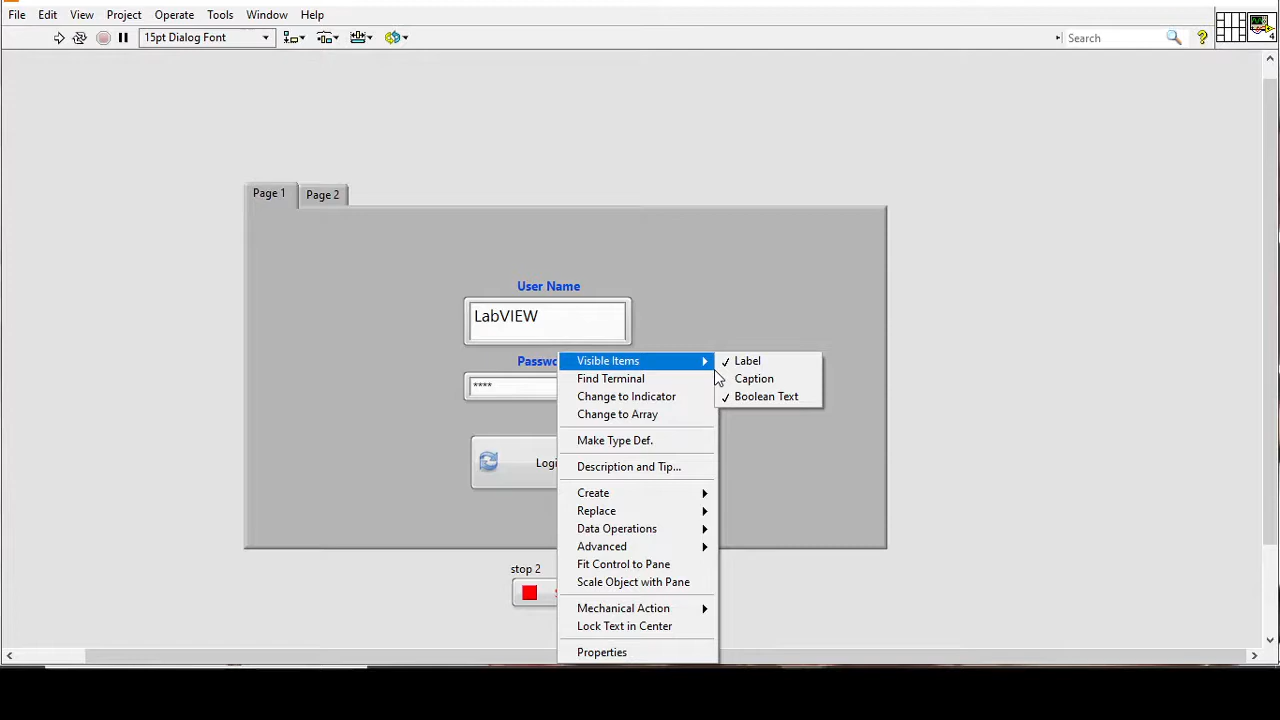 File Edit View Project Operate Tools Window Help
15pt Dialog Font
Search
?
4
Page 1 Page 2
User Name
LabVIEW
Visible Items
Label
****
Find Terminal
Caption
Change to Indicator
Boolean Text
Change to Array
Make Type Def.
Description and Tip...
Create
Replace
Data Operations
Advanced
Fit Control to Pane
stop 2
Scale Object with Pane
Mechanical Action
Lock Text in Center
Properties